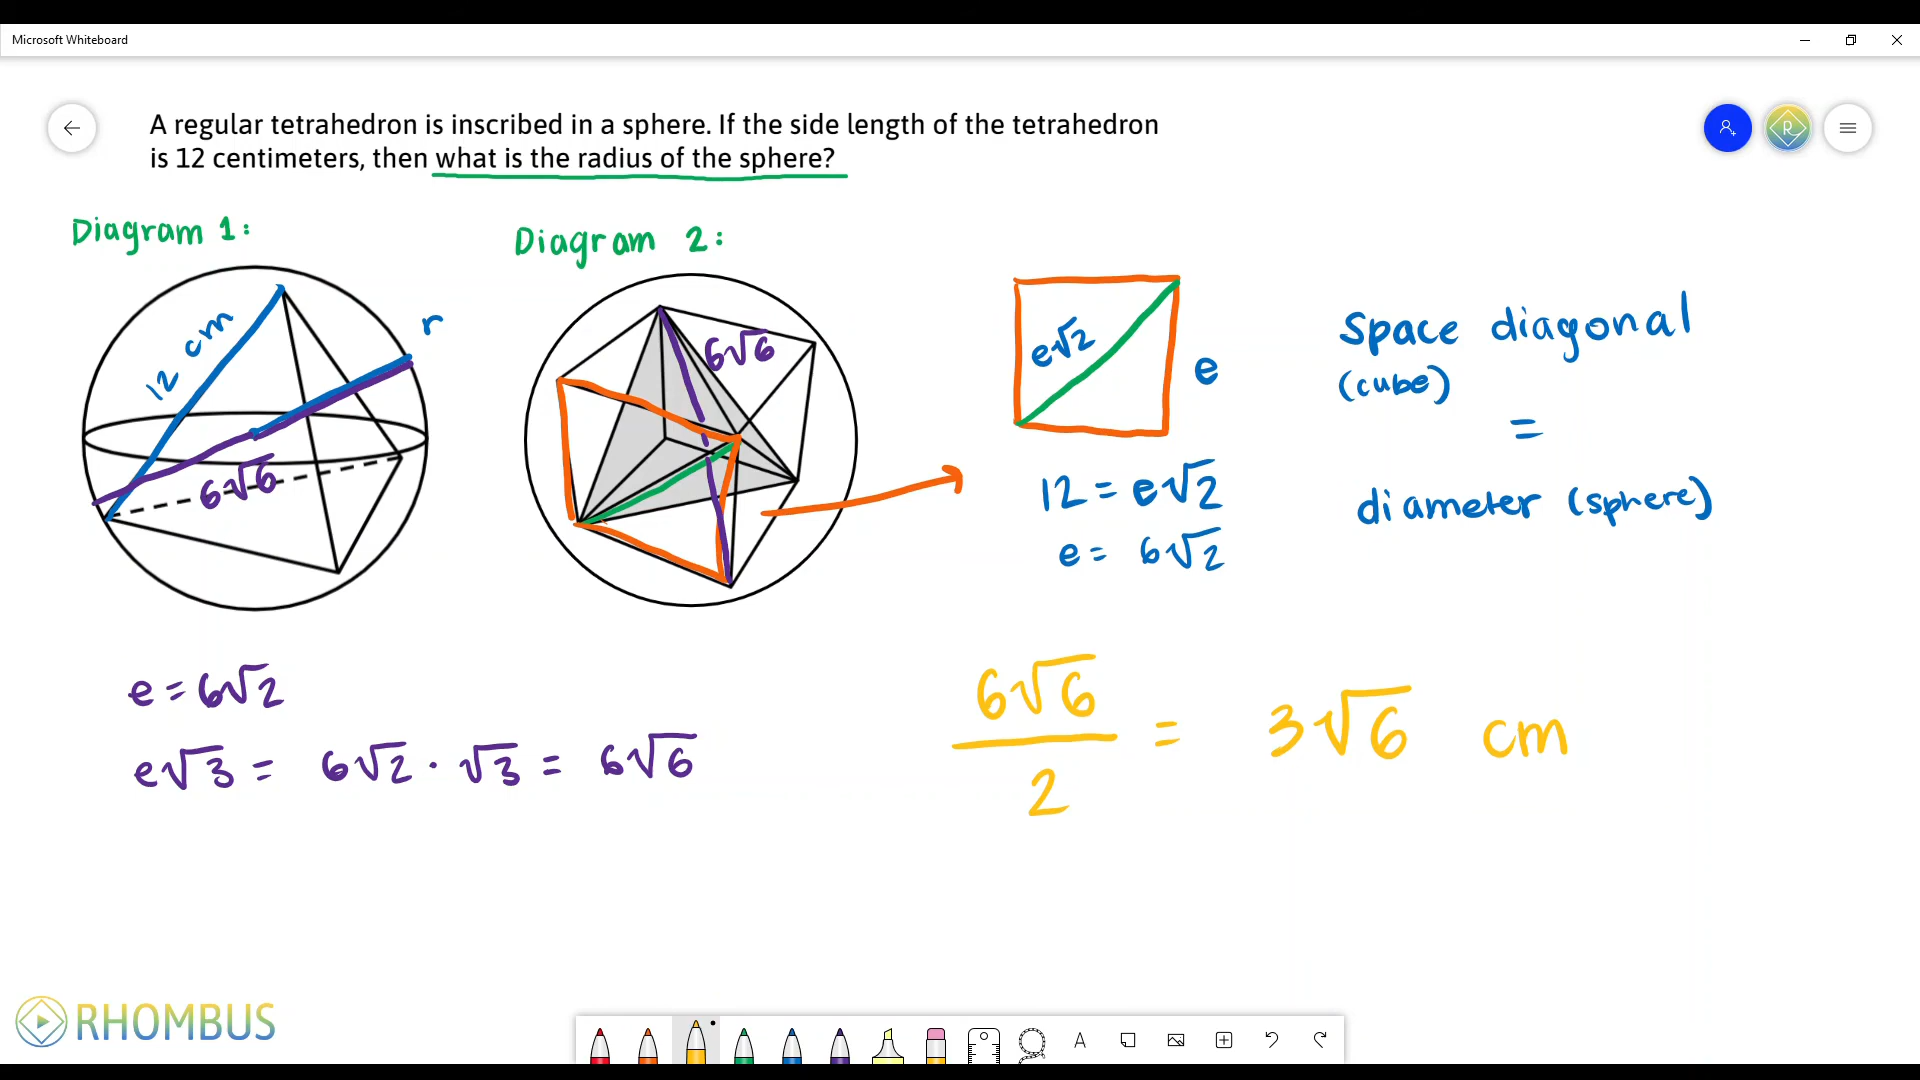 Microsoft Whiteboard
A regular tetrahedron is inscribed in a sphere. If the side length of the tetrahedron
is 12 centimeters, then what is the radius of the sphere?
Diagram 1:
12 cm
r
6√6
Diagram 2:
6√6
e√2
e
12 = e√2
e = 6√2
Space diagonal
(cube)
=
diameter (sphere)
e = 6√2
e√3 = 6√2 · √3 = 6√6
6√6
2
= 3√6 cm
R
RHOMBUS
A